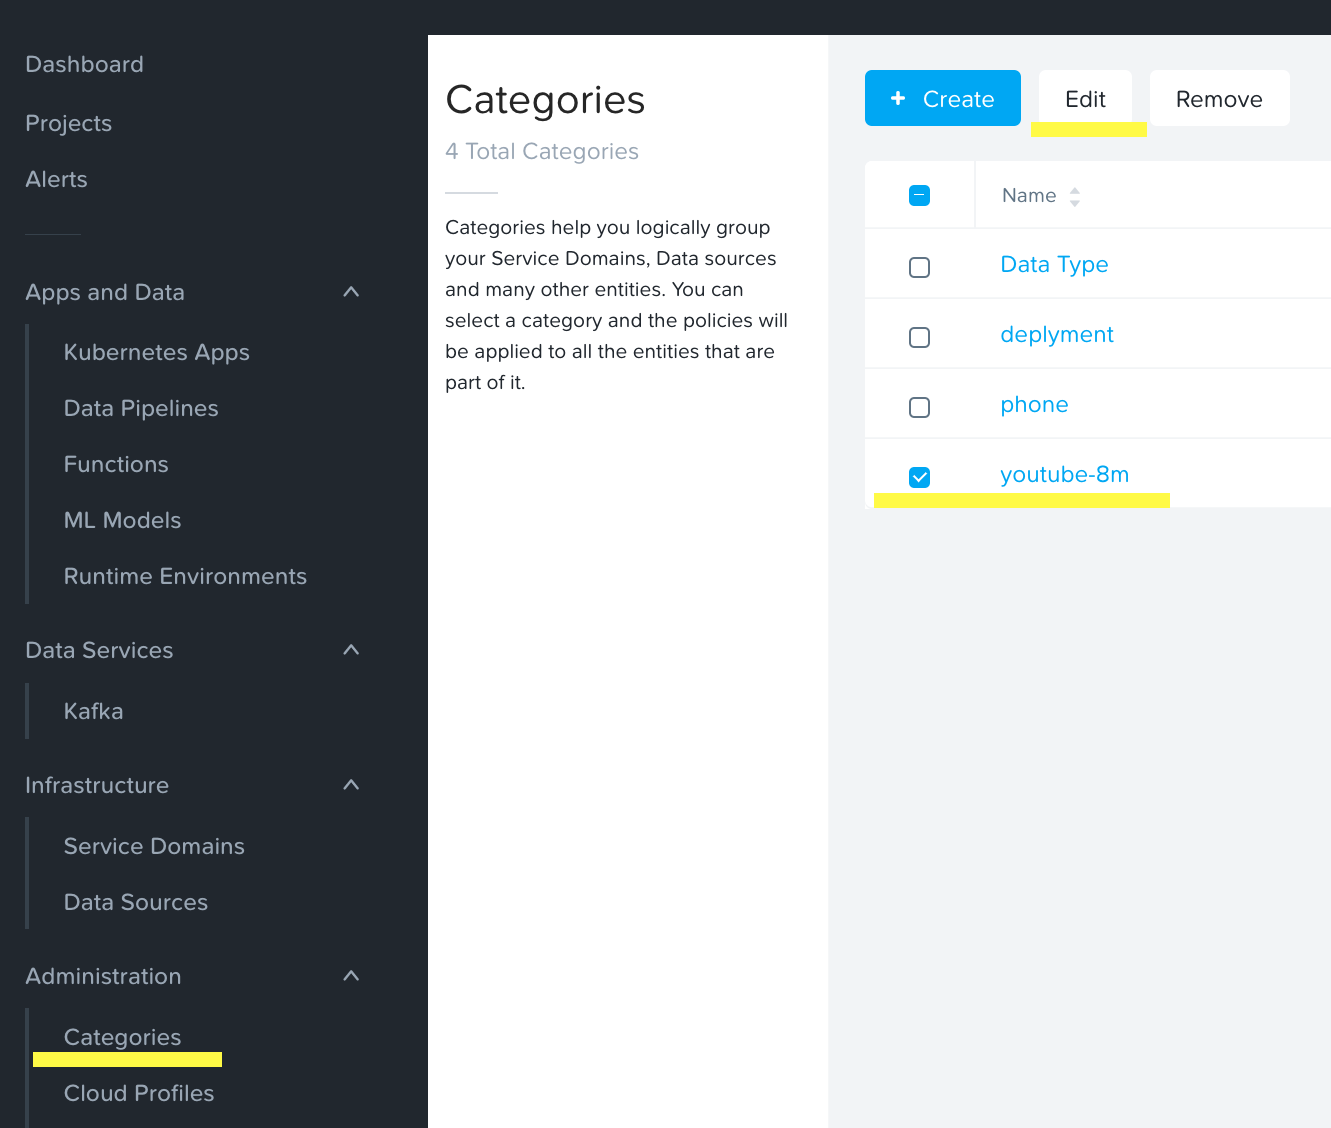 Dashboard
Projects
Alerts
Apps and Data
Kubernetes Apps
Data Pipelines
Functions
ML Models
Runtime Environments
Data Services
Kafka
Infrastructure
Service Domains
Data Sources
Administration
Categories
Cloud Profiles
Categories
4 Total Categories
Categories help you logically group
your Service Domains, Data sources
and many other entities. You can
select a category and the policies will
be applied to all the entities that are
part of it.
+ Create
Edit
Remove
Name
Data Type
deplyment
phone
youtube-8m